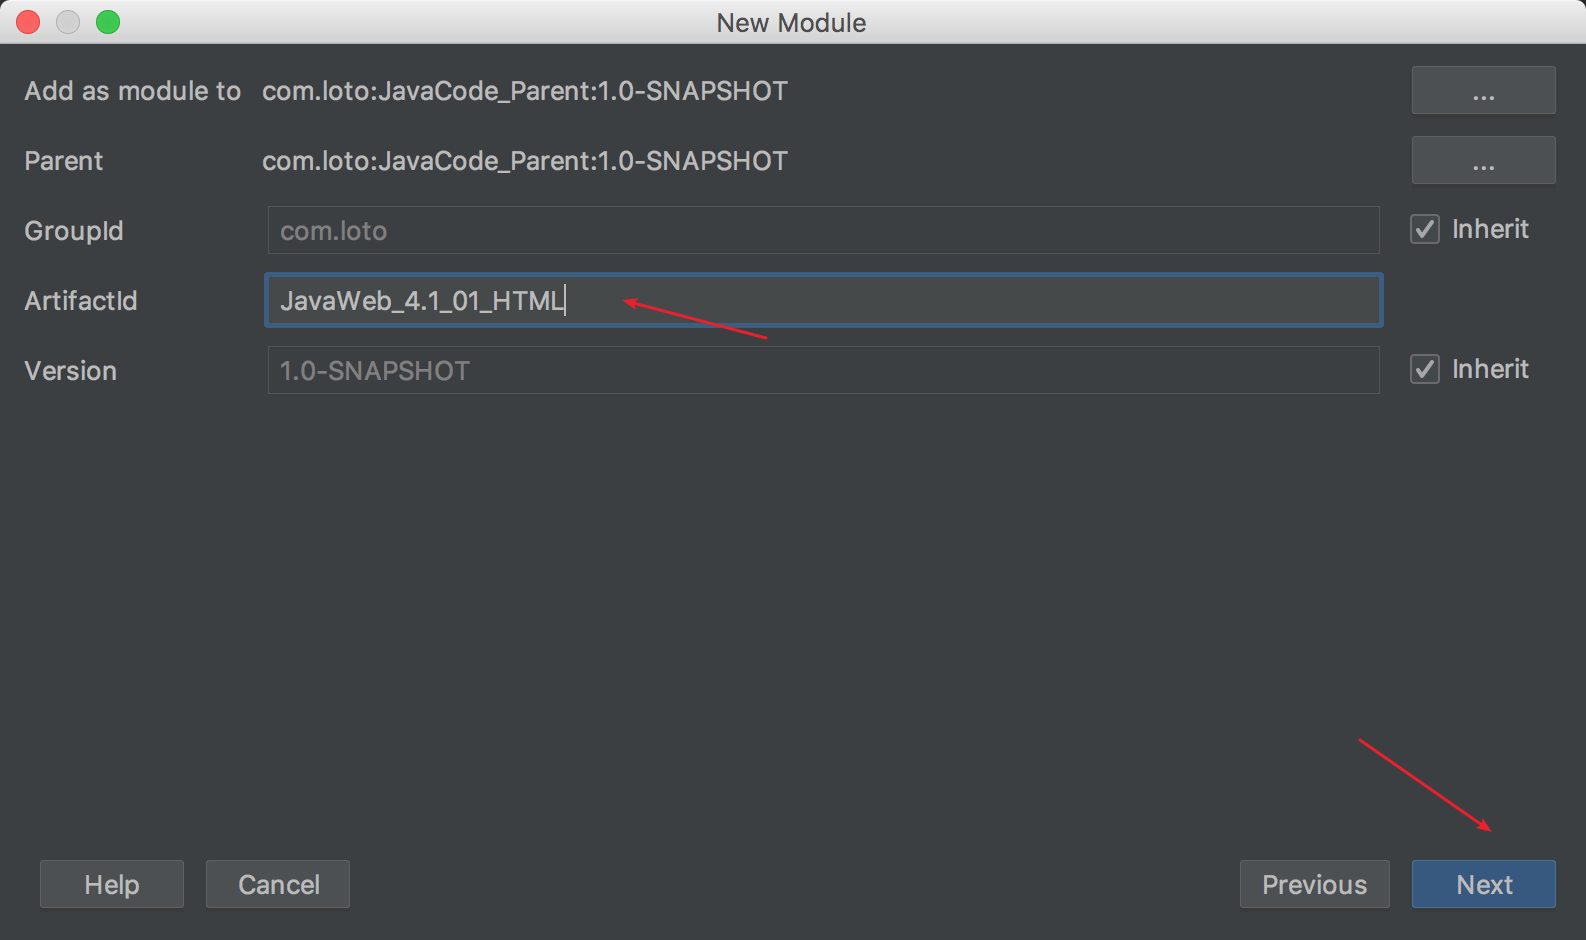 New Module
Add as module to com.loto:JavaCode_Parent:1.0-SNAPSHOT ...
Parent com.loto:JavaCode_Parent:1.0-SNAPSHOT ...
GroupId com.loto Inherit
ArtifactId JavaWeb_4.1_01_HTML
Version 1.0-SNAPSHOT Inherit
Help Cancel Previous Next